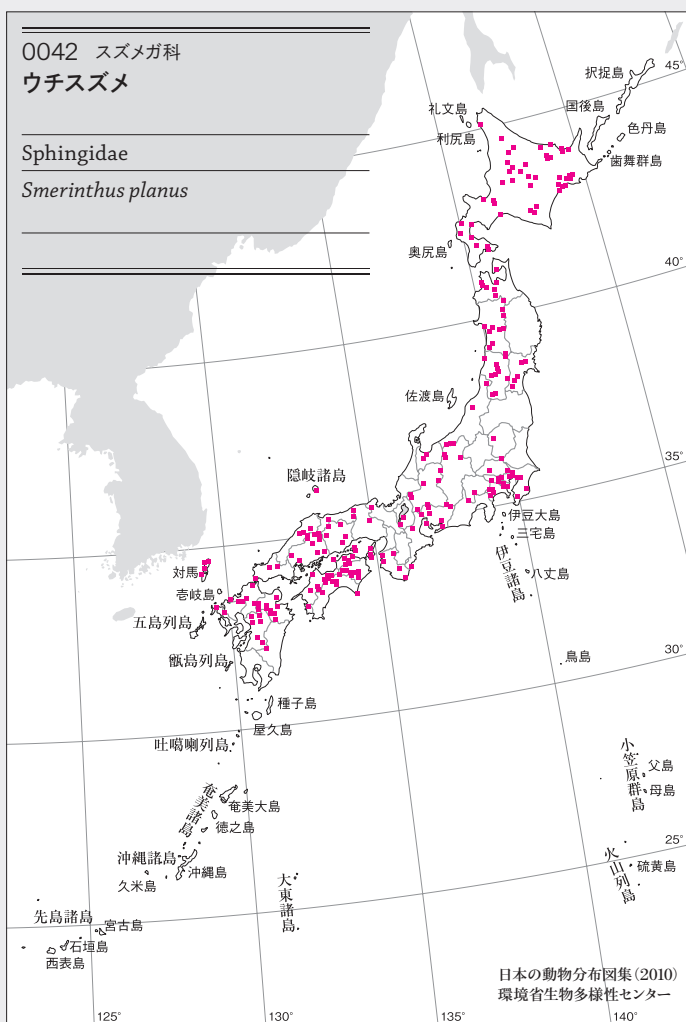 0042 スズメガ科
ウチスズメ
Sphingidae
Smerinthus planus
45°
択捉島
礼文島
国後島
利尻島
色丹島
歯舞群島
奥尻島
40°
佐渡島
35°
隠岐諸島
伊豆大島
三宅島
伊豆諸島
八丈島
対馬
壱岐島
五島列島
甑島列島
鳥島
30°
種子島
屋久島
吐噶喇列島
小笠原群島
父島
母島
奄美諸島
奄美大島
徳之島
25°
沖縄諸島
沖縄島
久米島
火山列島
硫黄島
大東諸島
先島諸島
宮古島
石垣島
西表島
日本の動物分布図集(2010)
環境省生物多様性センター
125°
130°
135°
140°